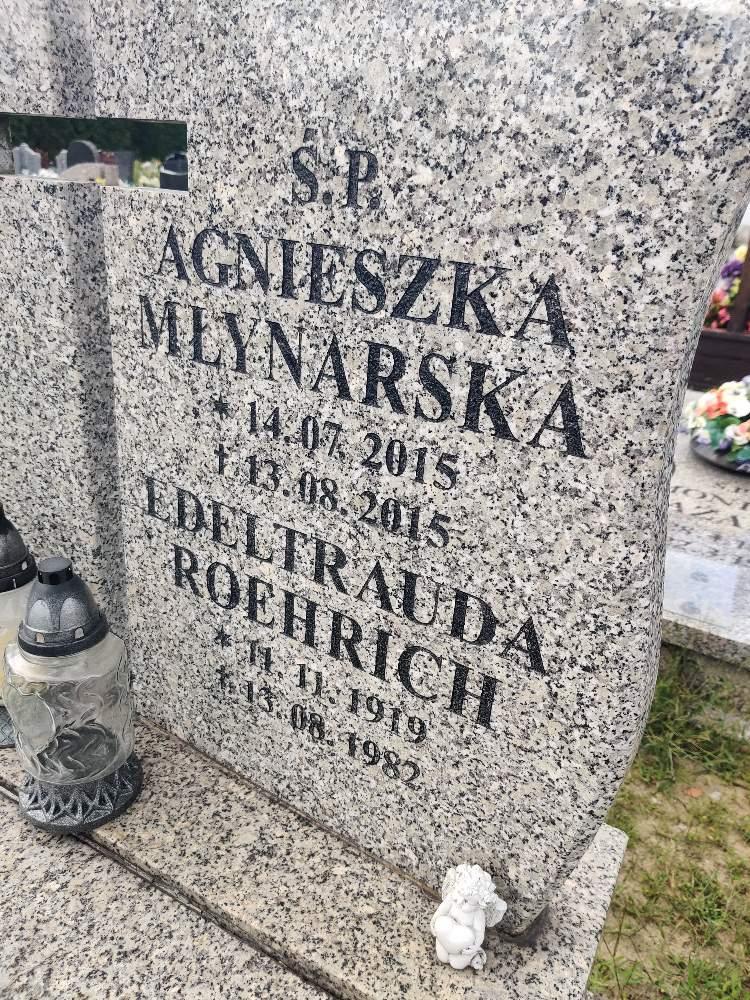 Ś.P.
AGNIESZKA
MŁYNARSKA
* 14.07.2015
† 13.08.2015
EDELTRAUDA
ROEHRICH
* 11.11.1919
† 13.08.1982